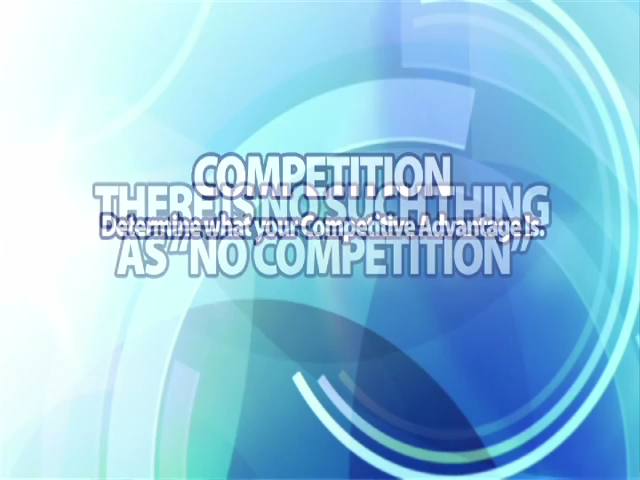 COMPETITION
THERE IS NO SUCH THING
Determine what your Competitive Advantage Is.
AS “NO COMPETITION”